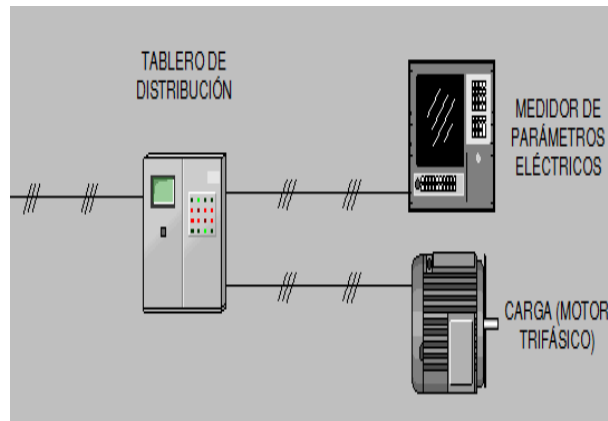 TABLERO DE
DISTRIBUCIÓN
MEDIDOR DE
PARÁMETROS
ELÉCTRICOS
CARGA (MOTOR
TRIFÁSICO)